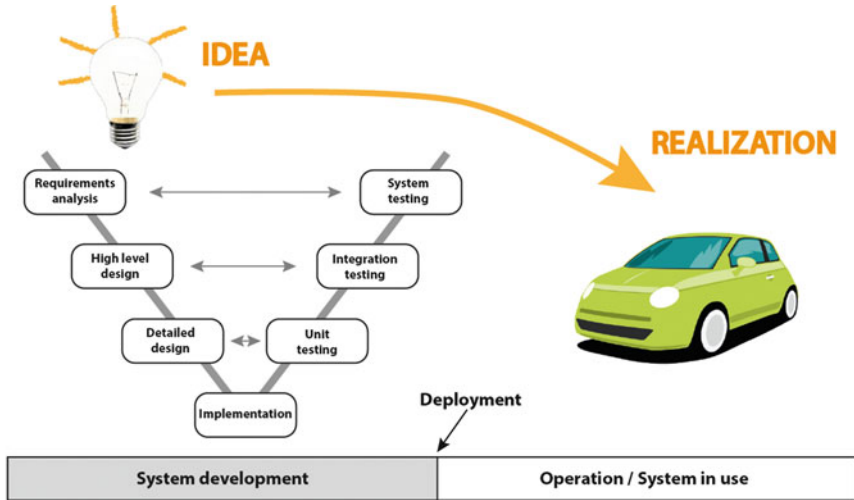 IDEA
REALIZATION
Requirements
analysis
System
testing
High level
design
Integration
testing
Detailed
design
Unit
testing
Implementation
Deployment
System development
Operation / System in use